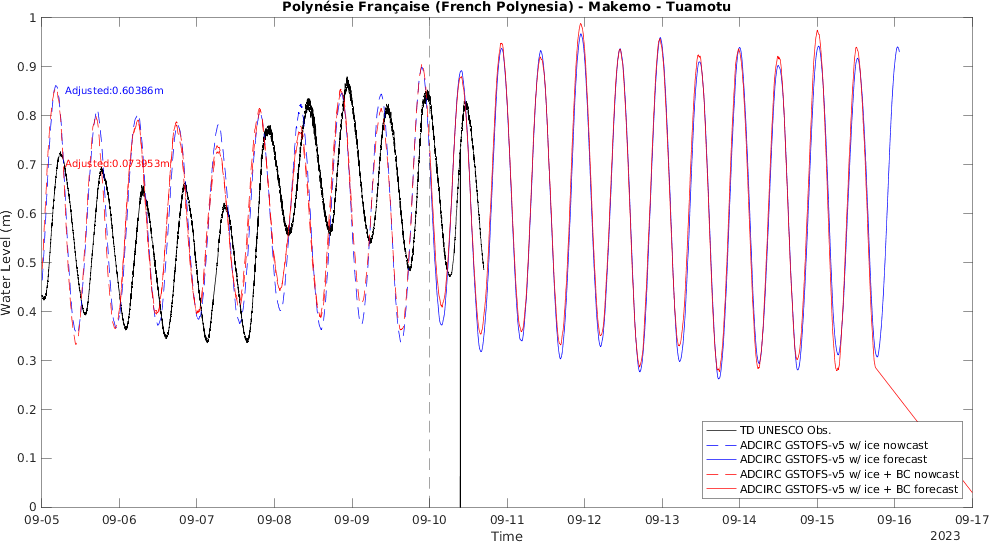 Polynésie Française (French Polynesia) - Makemo - Tuamotu
1
0.9
0.8
0.7
0.6
0.5
0.4
0.3
0.2
0.1
0
Water Level (m)
Adjusted:0.60386m
Adjusted:0.073953m
TD UNESCO Obs.
ADCIRC GSTOFS-v5 w/ ice nowcast
ADCIRC GSTOFS-v5 w/ ice forecast
ADCIRC GSTOFS-v5 w/ ice + BC nowcast
ADCIRC GSTOFS-v5 w/ ice + BC forecast
09-05 09-06 09-07 09-08 09-09 09-10 09-11 09-12 09-13 09-14 09-15 09-16 09-17
Time
2023